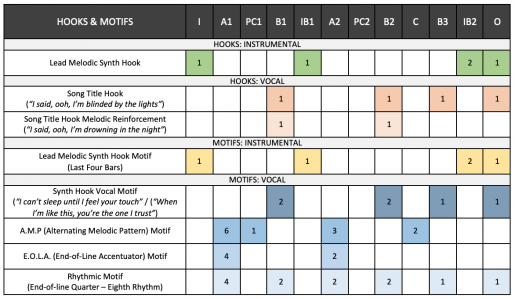 HOOKS & MOTIFS I A1 PC1 B1 IB1 A2 PC2 B2 C B3 IB2 O
HOOKS: INSTRUMENTAL
Lead Melodic Synth Hook 1 1 2 1
HOOKS: VOCAL
Song Title Hook
("I said, ooh, I'm blinded by the lights") 1 1 1 1
Song Title Hook Melodic Reinforcement
("I said, ooh, I'm drowning in the night") 1 1
MOTIFS: INSTRUMENTAL
Lead Melodic Synth Hook Motif
(Last Four Bars) 1 1 2 1
MOTIFS: VOCAL
Synth Hook Vocal Motif
("I can't sleep until I feel your touch" / ("When 2 2 1 1
I'm like this, you're the one I trust")
A.M.P (Alternating Melodic Pattern) Motif 6 1 3 2
E.O.L.A. (End-of-Line Accentuator) Motif 4 2
Rhythmic Motif
(End-of-line Quarter – Eighth Rhythm) 4 2 2 2 1 1